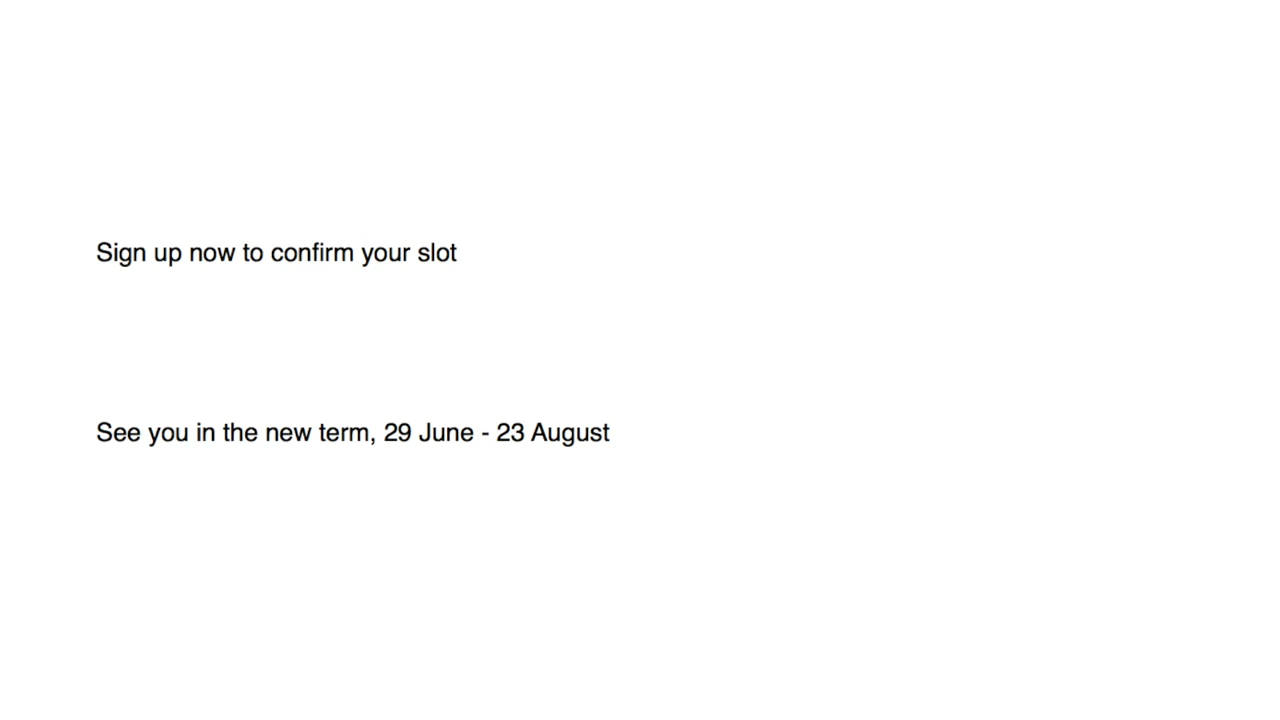 Sign up now to confirm your slot
See you in the new term, 29 June - 23 August